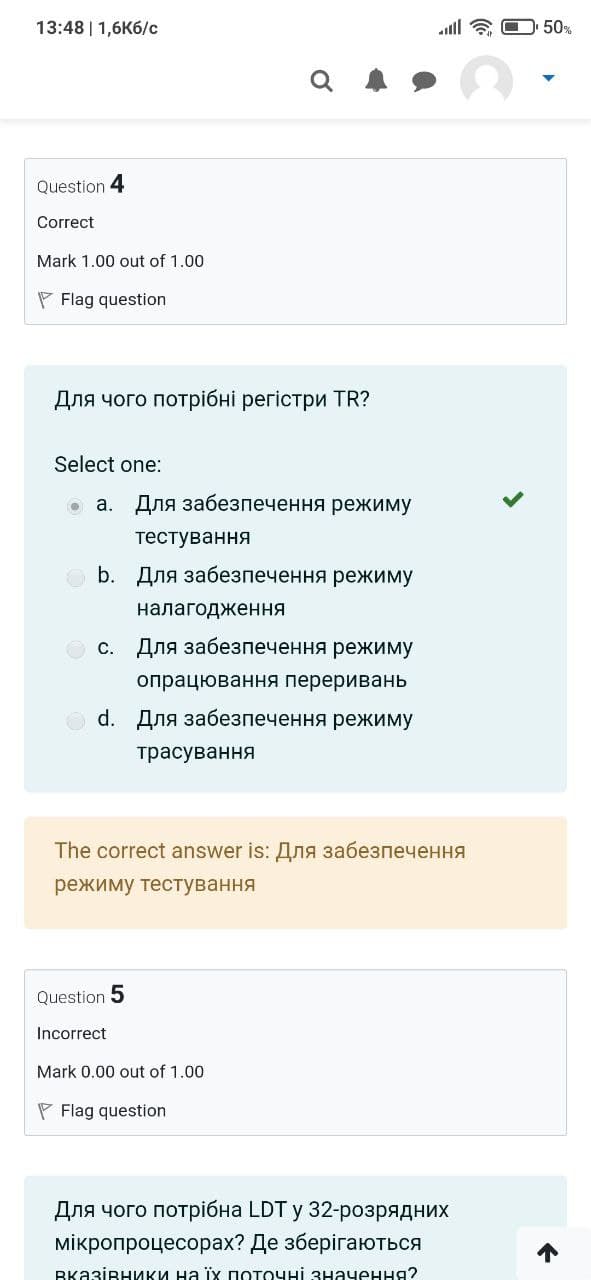 13:48 | 1,6Кб/с 50%
Question 4
Correct
Mark 1.00 out of 1.00
Flag question
Для чого потрібні регістри TR?
Select one:
a. Для забезпечення режиму
тестування
b. Для забезпечення режиму
налагодження
c. Для забезпечення режиму
опрацювання переривань
d. Для забезпечення режиму
трасування
The correct answer is: Для забезпечення
режиму тестування
Question 5
Incorrect
Mark 0.00 out of 1.00
Flag question
Для чого потрібна LDT у 32-розрядних
мікропроцесорах? Де зберігаються
вказівники на їх поточні значення?